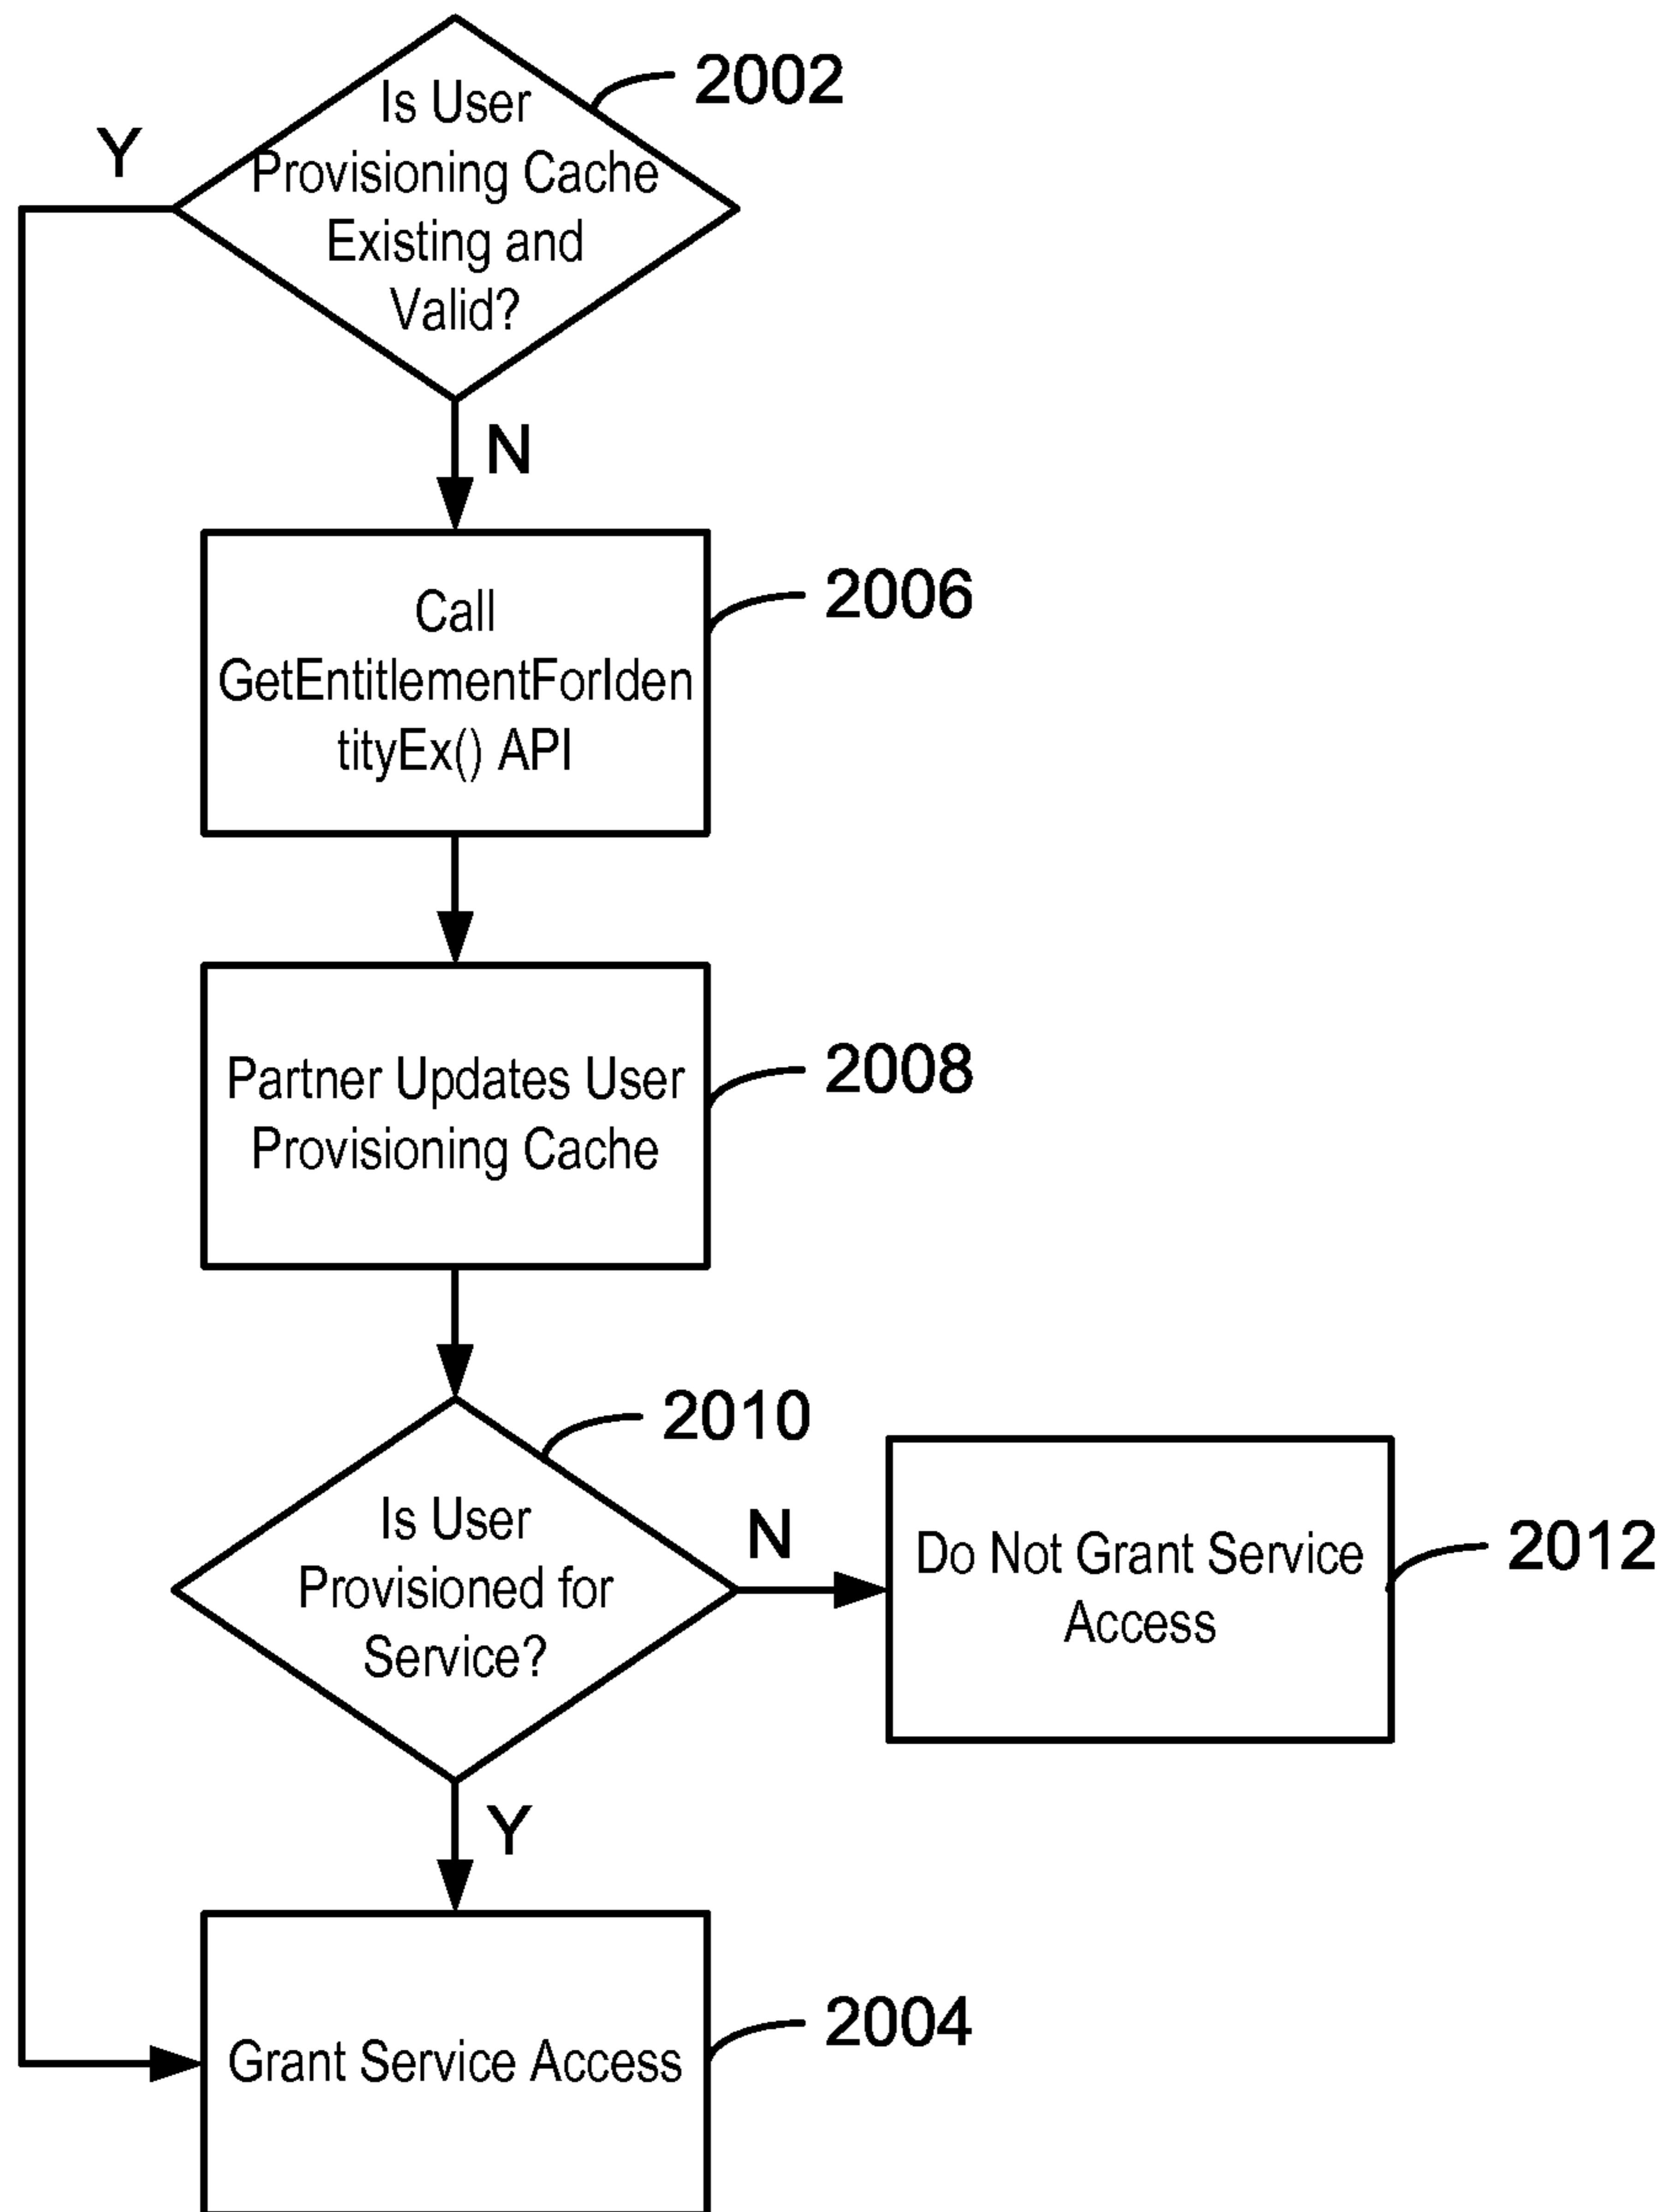 Is User
Provisioning Cache
Existing and
Valid?
2002
Y
N
Call
GetEntitlementForIden
tityEx() API
2006
Partner Updates User
Provisioning Cache
2008
Is User
Provisioned for
Service?
2010
N
Do Not Grant Service
Access
2012
Y
Grant Service Access
2004